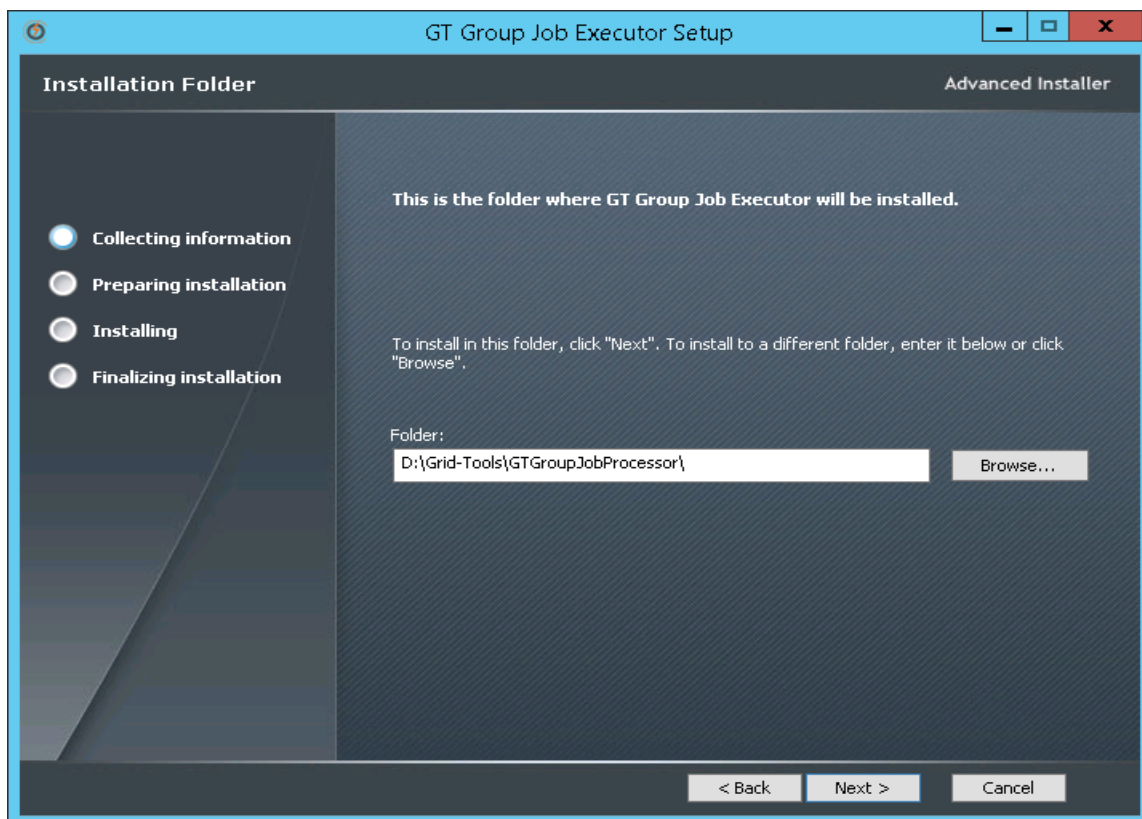 GT Group Job Executor Setup
Installation Folder
Advanced Installer
Collecting information
Preparing installation
Installing
Finalizing installation
This is the folder where GT Group Job Executor will be installed.
To install in this folder, click "Next". To install to a different folder, enter it below or click
"Browse".
Folder:
D:\Grid-Tools\GTGroupJobProcessor\
Browse...
< Back
Next >
Cancel